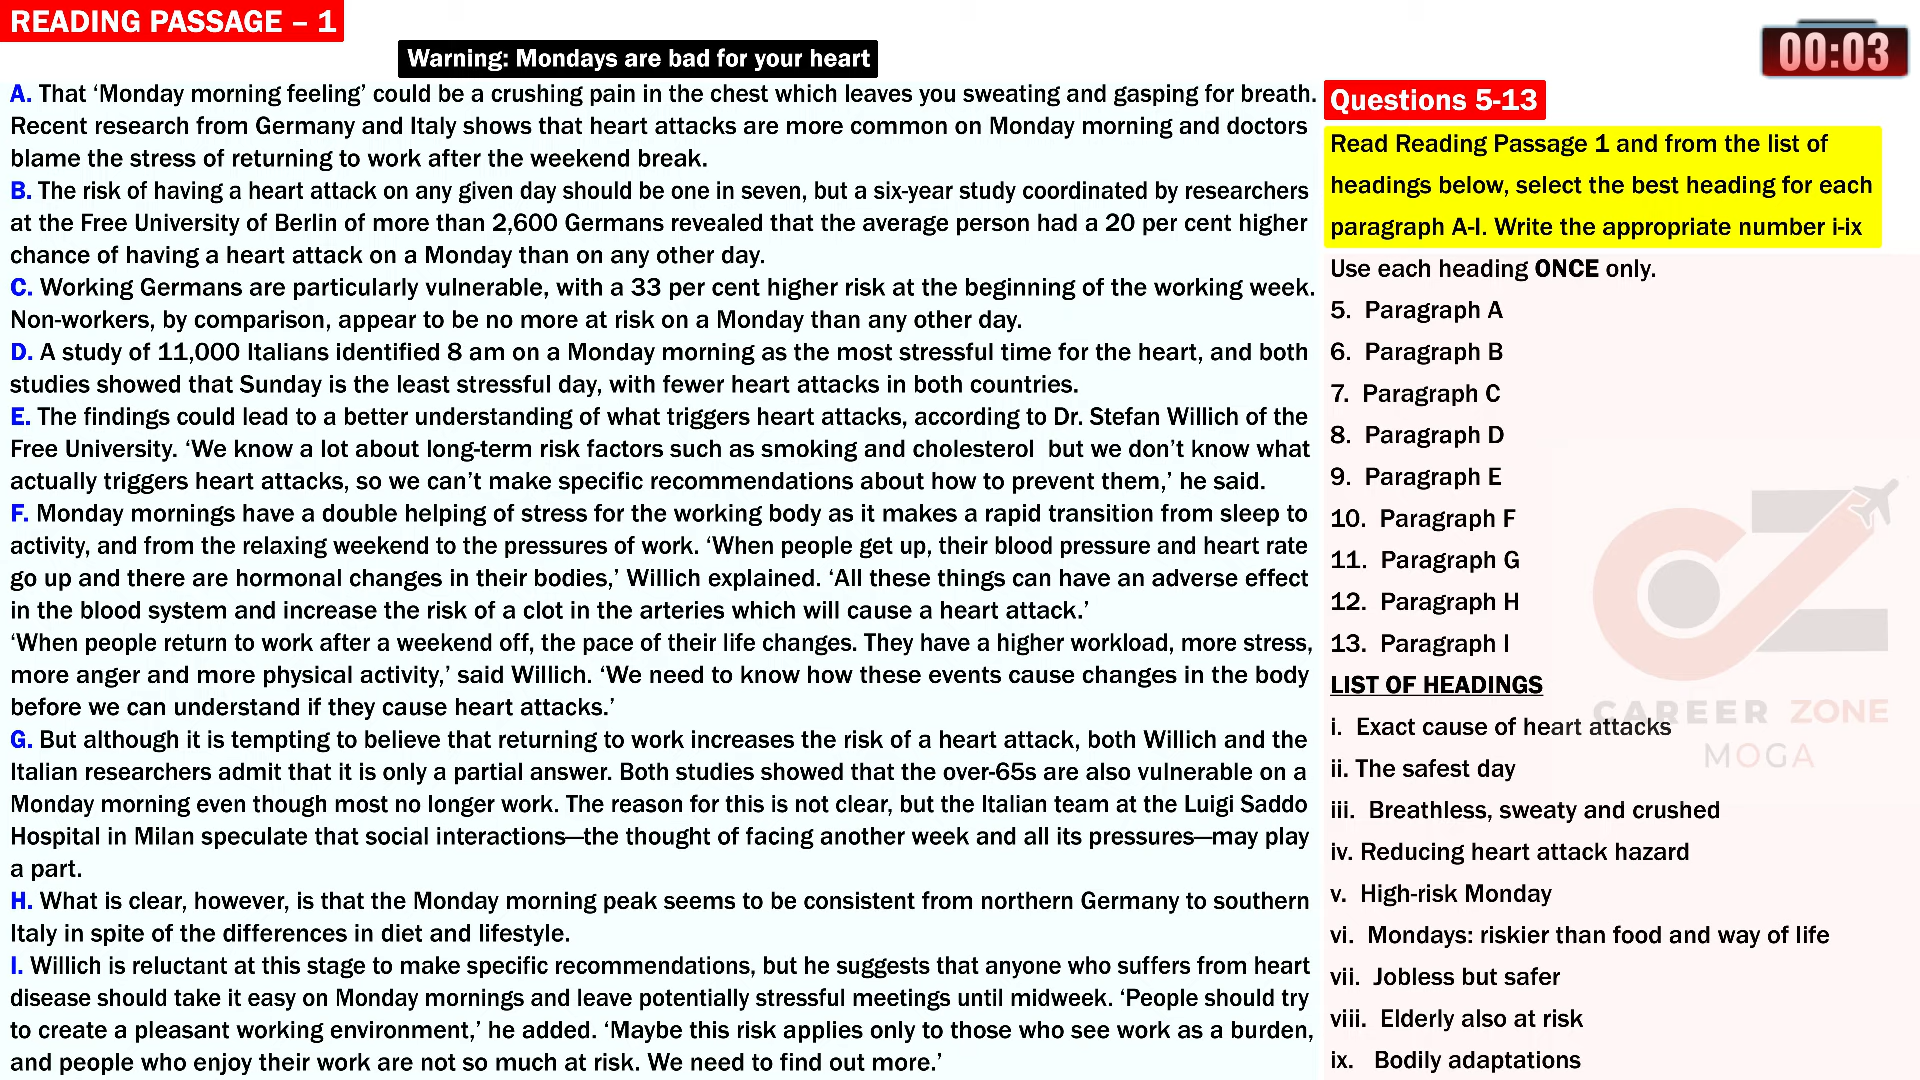 READING PASSAGE – 1
Warning: Mondays are bad for your heart
00:03
A. That ‘Monday morning feeling’ could be a crushing pain in the chest which leaves you sweating and gasping for breath.
Recent research from Germany and Italy shows that heart attacks are more common on Monday morning and doctors
blame the stress of returning to work after the weekend break.
B. The risk of having a heart attack on any given day should be one in seven, but a six-year study coordinated by researchers
at the Free University of Berlin of more than 2,600 Germans revealed that the average person had a 20 per cent higher
chance of having a heart attack on a Monday than on any other day.
C. Working Germans are particularly vulnerable, with a 33 per cent higher risk at the beginning of the working week.
Non-workers, by comparison, appear to be no more at risk on a Monday than any other day.
D. A study of 11,000 Italians identified 8 am on a Monday morning as the most stressful time for the heart, and both
studies showed that Sunday is the least stressful day, with fewer heart attacks in both countries.
E. The findings could lead to a better understanding of what triggers heart attacks, according to Dr. Stefan Willich of the
Free University. ‘We know a lot about long-term risk factors such as smoking and cholesterol but we don’t know what
actually triggers heart attacks, so we can’t make specific recommendations about how to prevent them,’ he said.
F. Monday mornings have a double helping of stress for the working body as it makes a rapid transition from sleep to
activity, and from the relaxing weekend to the pressures of work. ‘When people get up, their blood pressure and heart rate
go up and there are hormonal changes in their bodies,’ Willich explained. ‘All these things can have an adverse effect
in the blood system and increase the risk of a clot in the arteries which will cause a heart attack.’
‘When people return to work after a weekend off, the pace of their life changes. They have a higher workload, more stress,
more anger and more physical activity,’ said Willich. ‘We need to know how these events cause changes in the body
before we can understand if they cause heart attacks.’
G. But although it is tempting to believe that returning to work increases the risk of a heart attack, both Willich and the
Italian researchers admit that it is only a partial answer. Both studies showed that the over-65s are also vulnerable on a
Monday morning even though most no longer work. The reason for this is not clear, but the Italian team at the Luigi Saddo
Hospital in Milan speculate that social interactions—the thought of facing another week and all its pressures—may play
a part.
H. What is clear, however, is that the Monday morning peak seems to be consistent from northern Germany to southern
Italy in spite of the differences in diet and lifestyle.
I. Willich is reluctant at this stage to make specific recommendations, but he suggests that anyone who suffers from heart
disease should take it easy on Monday mornings and leave potentially stressful meetings until midweek. ‘People should try
to create a pleasant working environment,’ he added. ‘Maybe this risk applies only to those who see work as a burden,
and people who enjoy their work are not so much at risk. We need to find out more.’
Questions 5-13
Read Reading Passage 1 and from the list of
headings below, select the best heading for each
paragraph A-I. Write the appropriate number i-ix
Use each heading ONCE only.
5. Paragraph A
6. Paragraph B
7. Paragraph C
8. Paragraph D
9. Paragraph E
10. Paragraph F
11. Paragraph G
12. Paragraph H
13. Paragraph I
LIST OF HEADINGS
i. Exact cause of heart attacks
ii. The safest day
iii. Breathless, sweaty and crushed
iv. Reducing heart attack hazard
v. High-risk Monday
vi. Mondays: riskier than food and way of life
vii. Jobless but safer
viii. Elderly also at risk
ix. Bodily adaptations
CAREER ZONE
MOGA